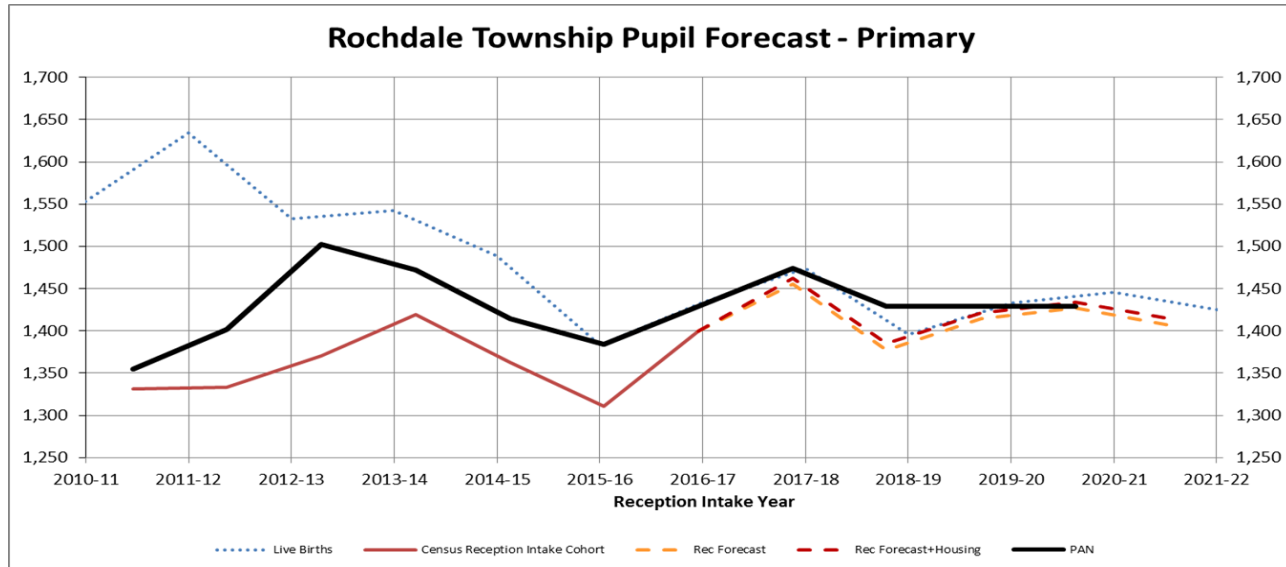 Rochdale Township Pupil Forecast - Primary
1,700 1,700
1,650 1,650
1,600 1,600
1,550 1,550
1,500 1,500
1,450 1,450
1,400 1,400
1,350 1,350
1,300 1,300
1,250 1,250
2010-11 2011-12 2012-13 2013-14 2014-15 2015-16 2016-17 2017-18 2018-19 2019-20 2020-21 2021-22
Reception Intake Year
Live Births Census Reception Intake Cohort Rec Forecast Rec Forecast+Housing PAN